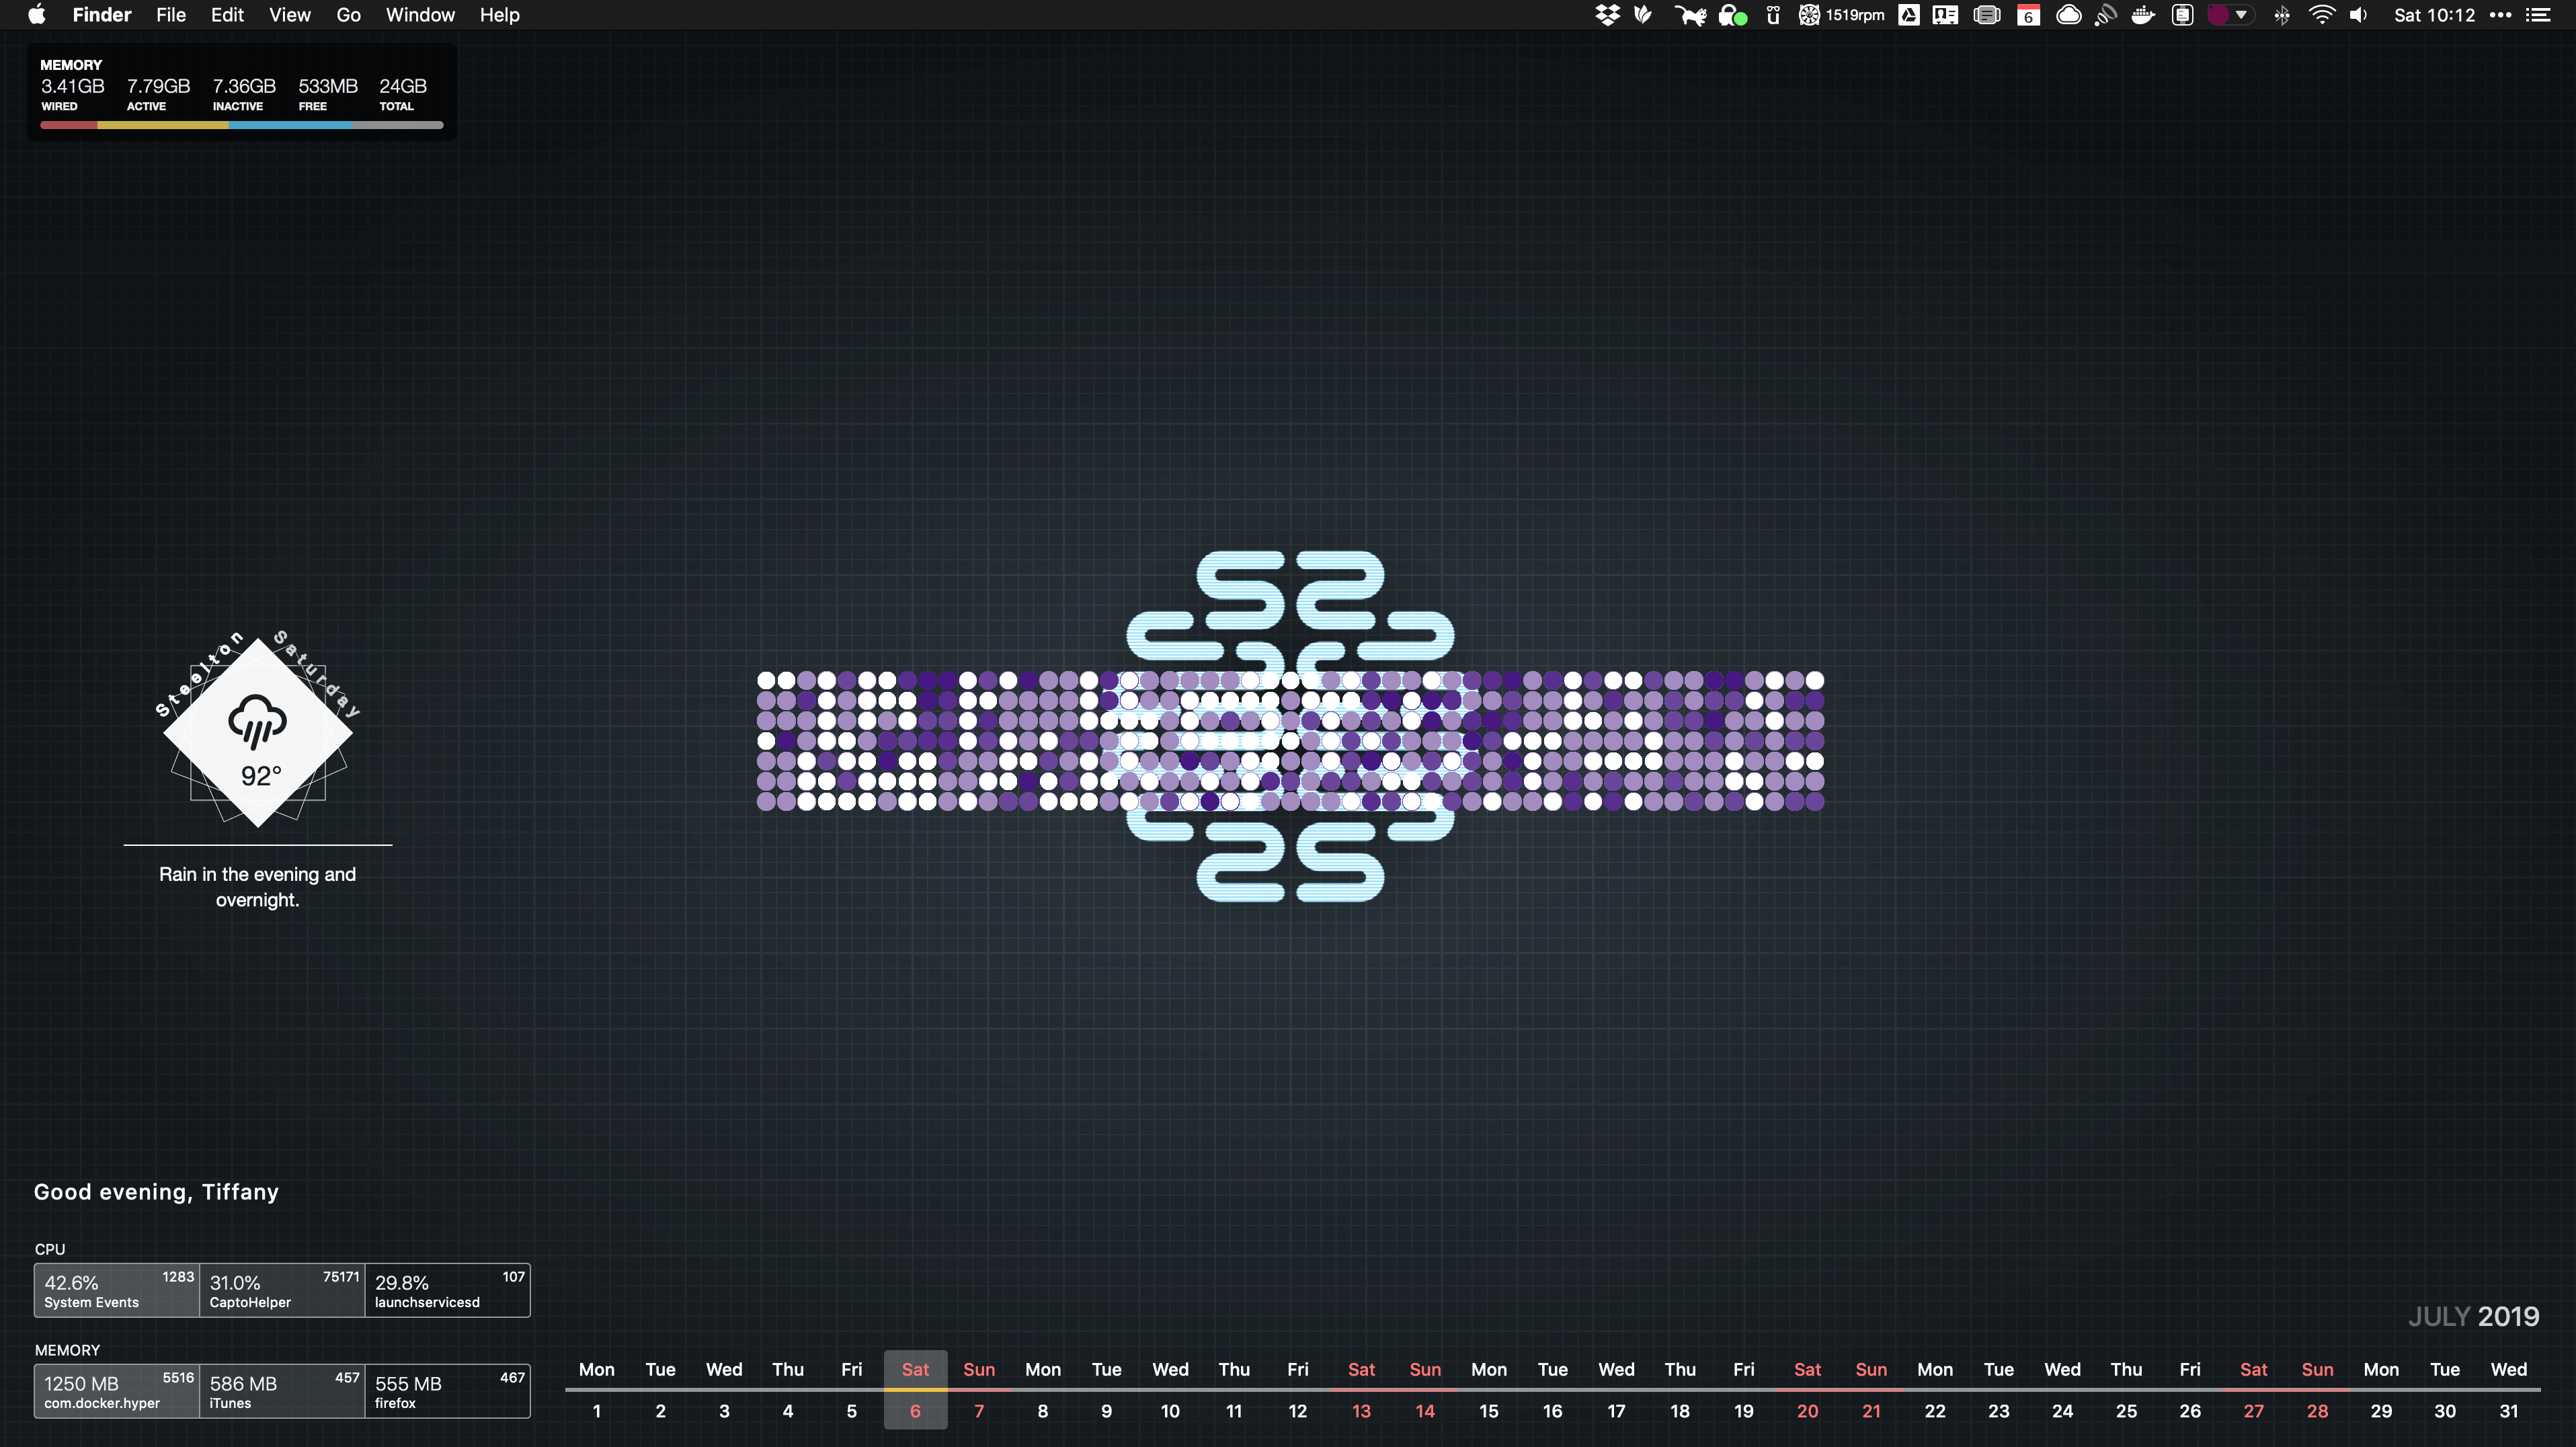 Finder File Edit View Go Window Help
1519rpm 6 Sat 10:12
MEMORY
3.41GB 7.79GB 7.36GB 533MB 24GB
WIRED ACTIVE INACTIVE FREE TOTAL
Steelton Saturday
92°
Rain in the evening and
overnight.
Good evening, Tiffany
CPU
42.6% 1283 31.0% 75171 29.8% 107
System Events CaptoHelper launchservicesd
MEMORY
1250 MB 5516 586 MB 457 555 MB 467
com.docker.hyper iTunes firefox
JULY 2019
Mon Tue Wed Thu Fri Sat Sun Mon Tue Wed Thu Fri Sat Sun Mon Tue Wed Thu Fri Sat Sun Mon Tue Wed Thu Fri Sat Sun Mon Tue Wed
1 2 3 4 5 6 7 8 9 10 11 12 13 14 15 16 17 18 19 20 21 22 23 24 25 26 27 28 29 30 31